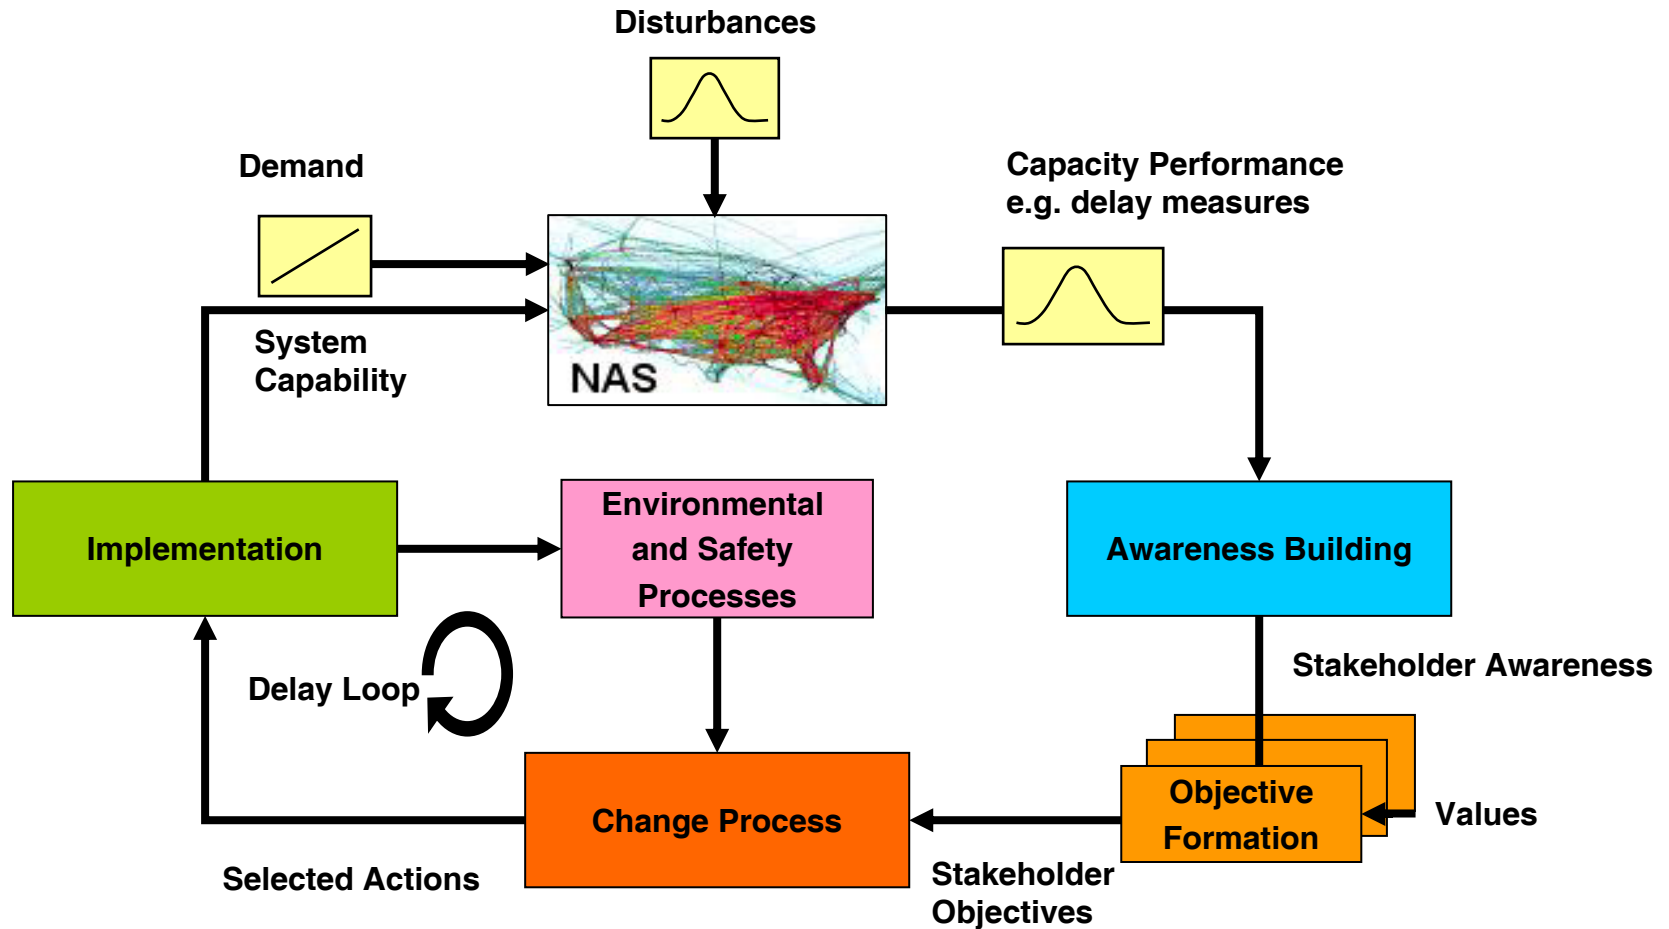 Disturbances
Demand
Capacity Performance
e.g. delay measures
System
Capability
NAS
Implementation
Environmental
and Safety
Processes
Awareness Building
Stakeholder Awareness
Delay Loop
Objective
Formation
Values
Change Process
Selected Actions
Stakeholder
Objectives